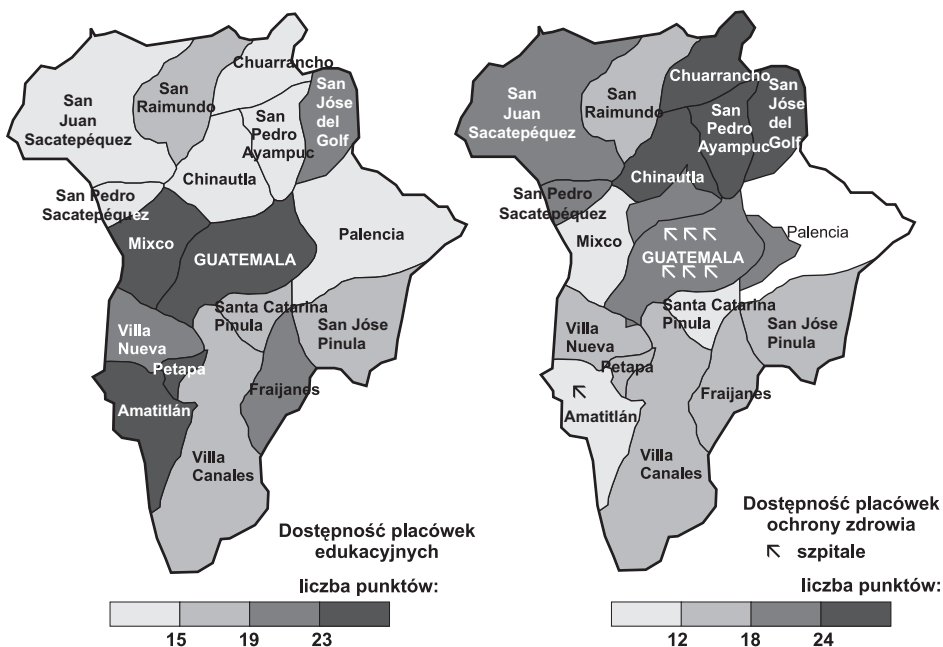 Chuarrancho
San
Raimundo
San
Juan
Sacatepéquez
San
Jóse
del
Golf
San
Pedro
Ayampuc
Chinautla
San Pedro
Sacatepéquez
Mixco
GUATEMALA
Palencia
Santa Catarina
Pinula
San Jóse
Pinula
Villa
Nueva
Petapa
Fraijanes
Amatitlán
Villa
Canales
Dostępność placówek
edukacyjnych
liczba punktów:
15 19 23
Chuarrancho
San
Raimundo
San
Juan
Sacatepéquez
San
Jóse
del
Golf
San
Pedro
Ayampuc
Chinautla
San Pedro
Sacatepéquez
Mixco
GUATEMALA
Palencia
Santa Catarina
Pinula
San Jóse
Pinula
Villa
Nueva
Petapa
Fraijanes
Amatitlán
Villa
Canales
Dostępność placówek
ochrony zdrowia
szpitale
liczba punktów:
12 18 24